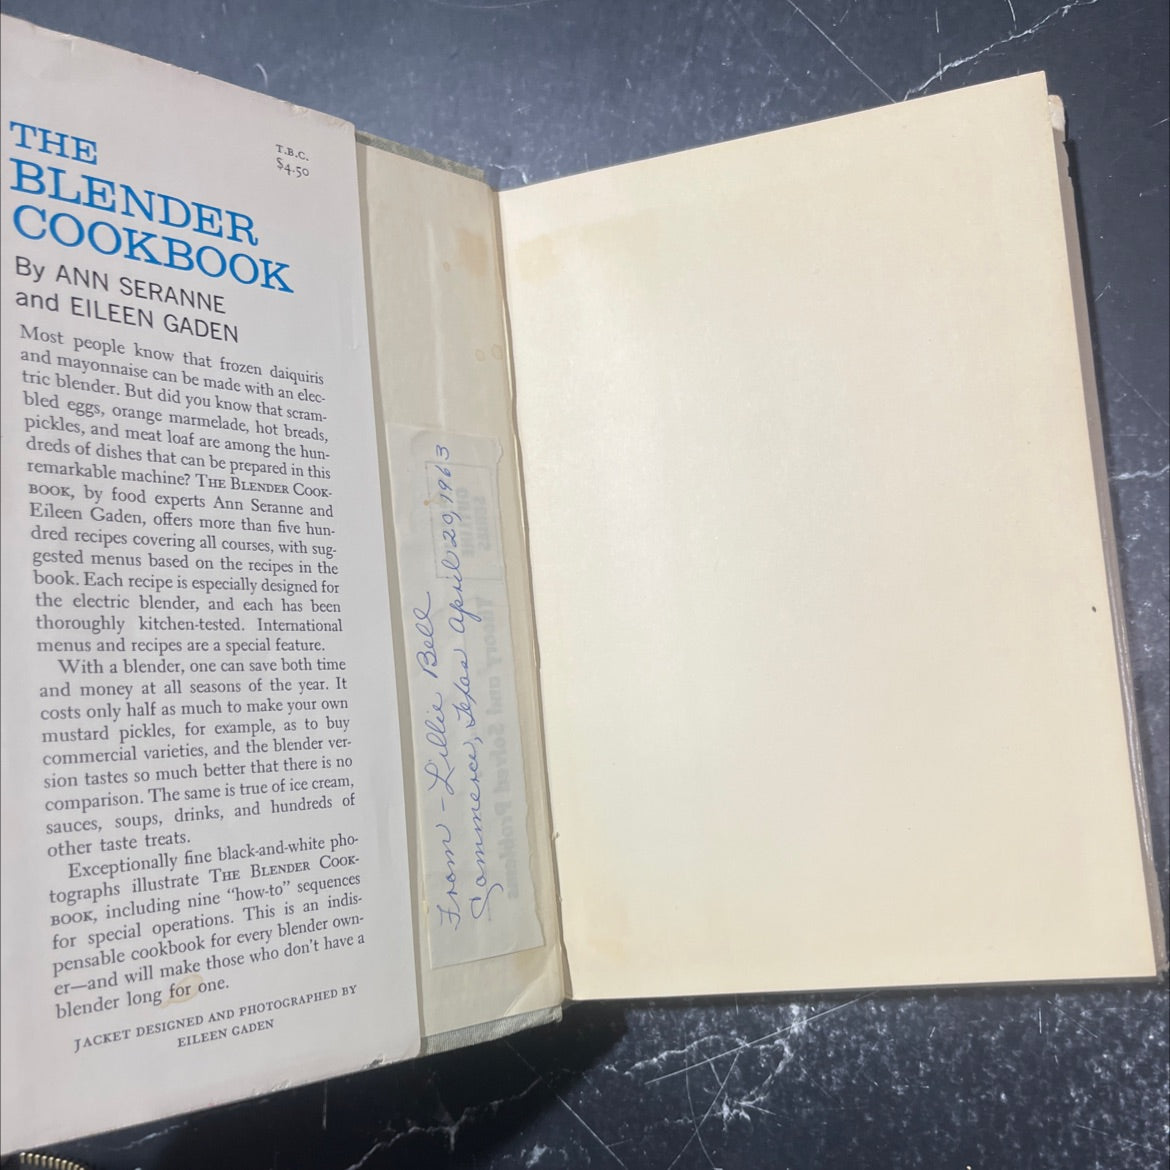 THE
BLENDER
COOKBOOK
T.B.C.
$4.50
By ANN SERANNE
and EILEEN GADEN
Most people know that frozen daiquiris
and mayonnaise can be made with an elec-
tric blender. But did you know that scram-
bled eggs, orange marmelade, hot breads,
pickles, and meat loaf are among the hun-
dreds of dishes that can be prepared in this
remarkable machine? THE BLENDER COOK-
BOOK, by food experts Ann Seranne and
Eileen Gaden, offers more than five hun-
dred recipes covering all courses, with sug-
gested menus based on the recipes in the
book. Each recipe is especially designed for
the electric blender, and each has been
thoroughly kitchen-tested. International
menus and recipes are a special feature.
With a blender, one can save both time
and money at all seasons of the year. It
costs only half as much to make your own
mustard pickles, for example, as to buy
commercial varieties, and the blender ver-
sion tastes so much better that there is no
comparison. The same is true of ice cream,
sauces, soups, drinks, and hundreds of
other taste treats.
Exceptionally fine black-and-white pho-
tographs illustrate THE BLENDER COOK-
BOOK, including nine "how-to" sequences
for special operations. This is an indis-
pensable cookbook for every blender own-
er—and will make those who don't have a
blender long for one.
JACKET DESIGNED AND PHOTOGRAPHED BY
EILEEN GADEN
From - Lillie Bell
Commerce, Texas April 29, 1963
and Solved Problems